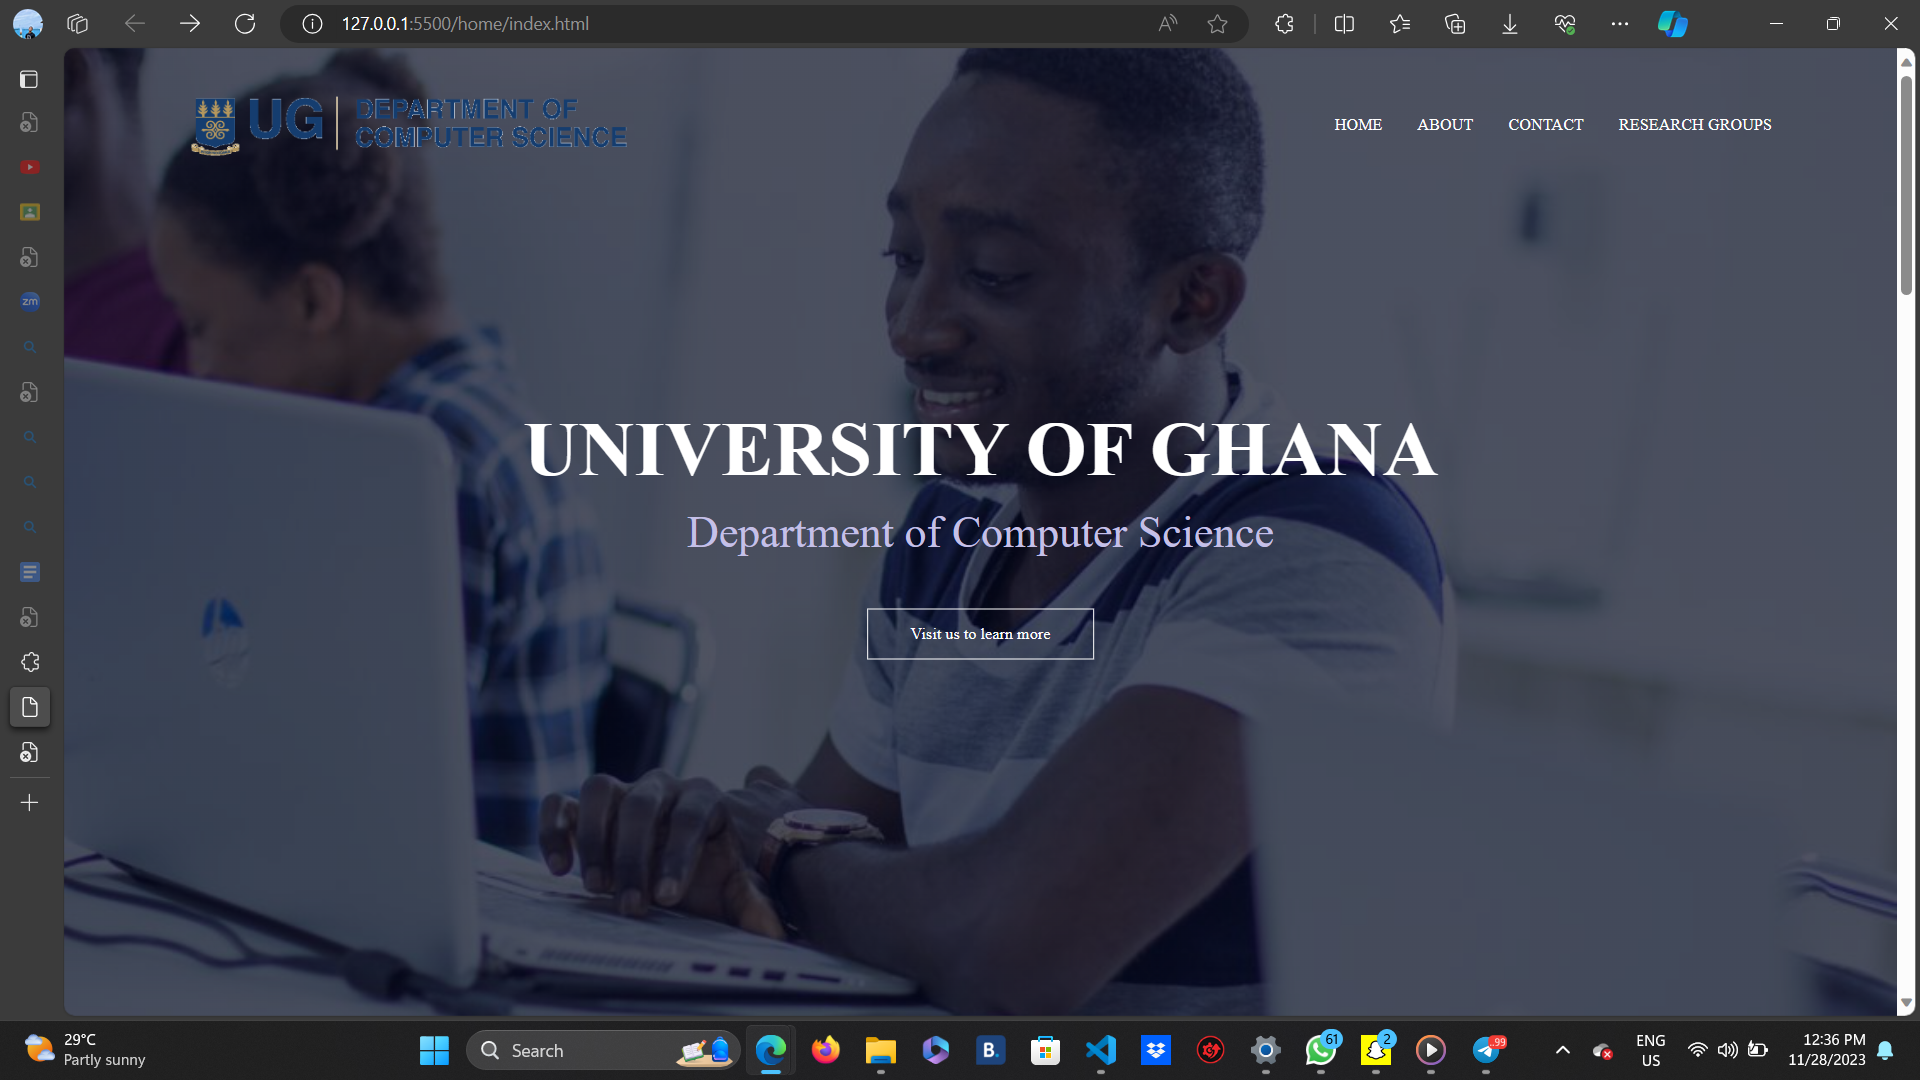 127.0.0.1:5500/home/index.html
UG
DEPARTMENT OF
COMPUTER SCIENCE
HOME
ABOUT
CONTACT
RESEARCH GROUPS
zm
UNIVERSITY OF GHANA
Department of Computer Science
Visit us to learn more
29°C
Partly sunny
Search
B.
61
2
99
ENG
US
12:36 PM
11/28/2023